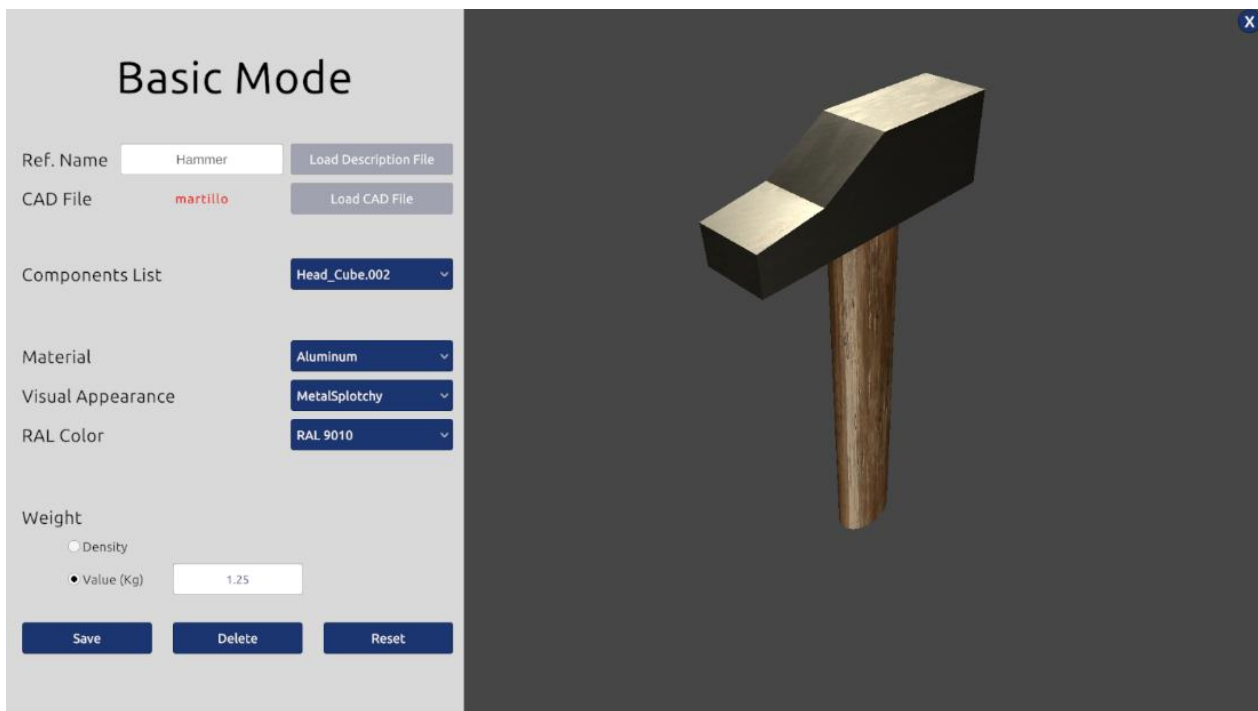 X
Basic Mode
Ref. Name Hammer Load Description File
CAD File martillo Load CAD File
Components List Head_Cube.002
Material Aluminum
Visual Appearance MetalSplotchy
RAL Color RAL 9010
Weight
Density
Value (Kg) 1.25
Save Delete Reset